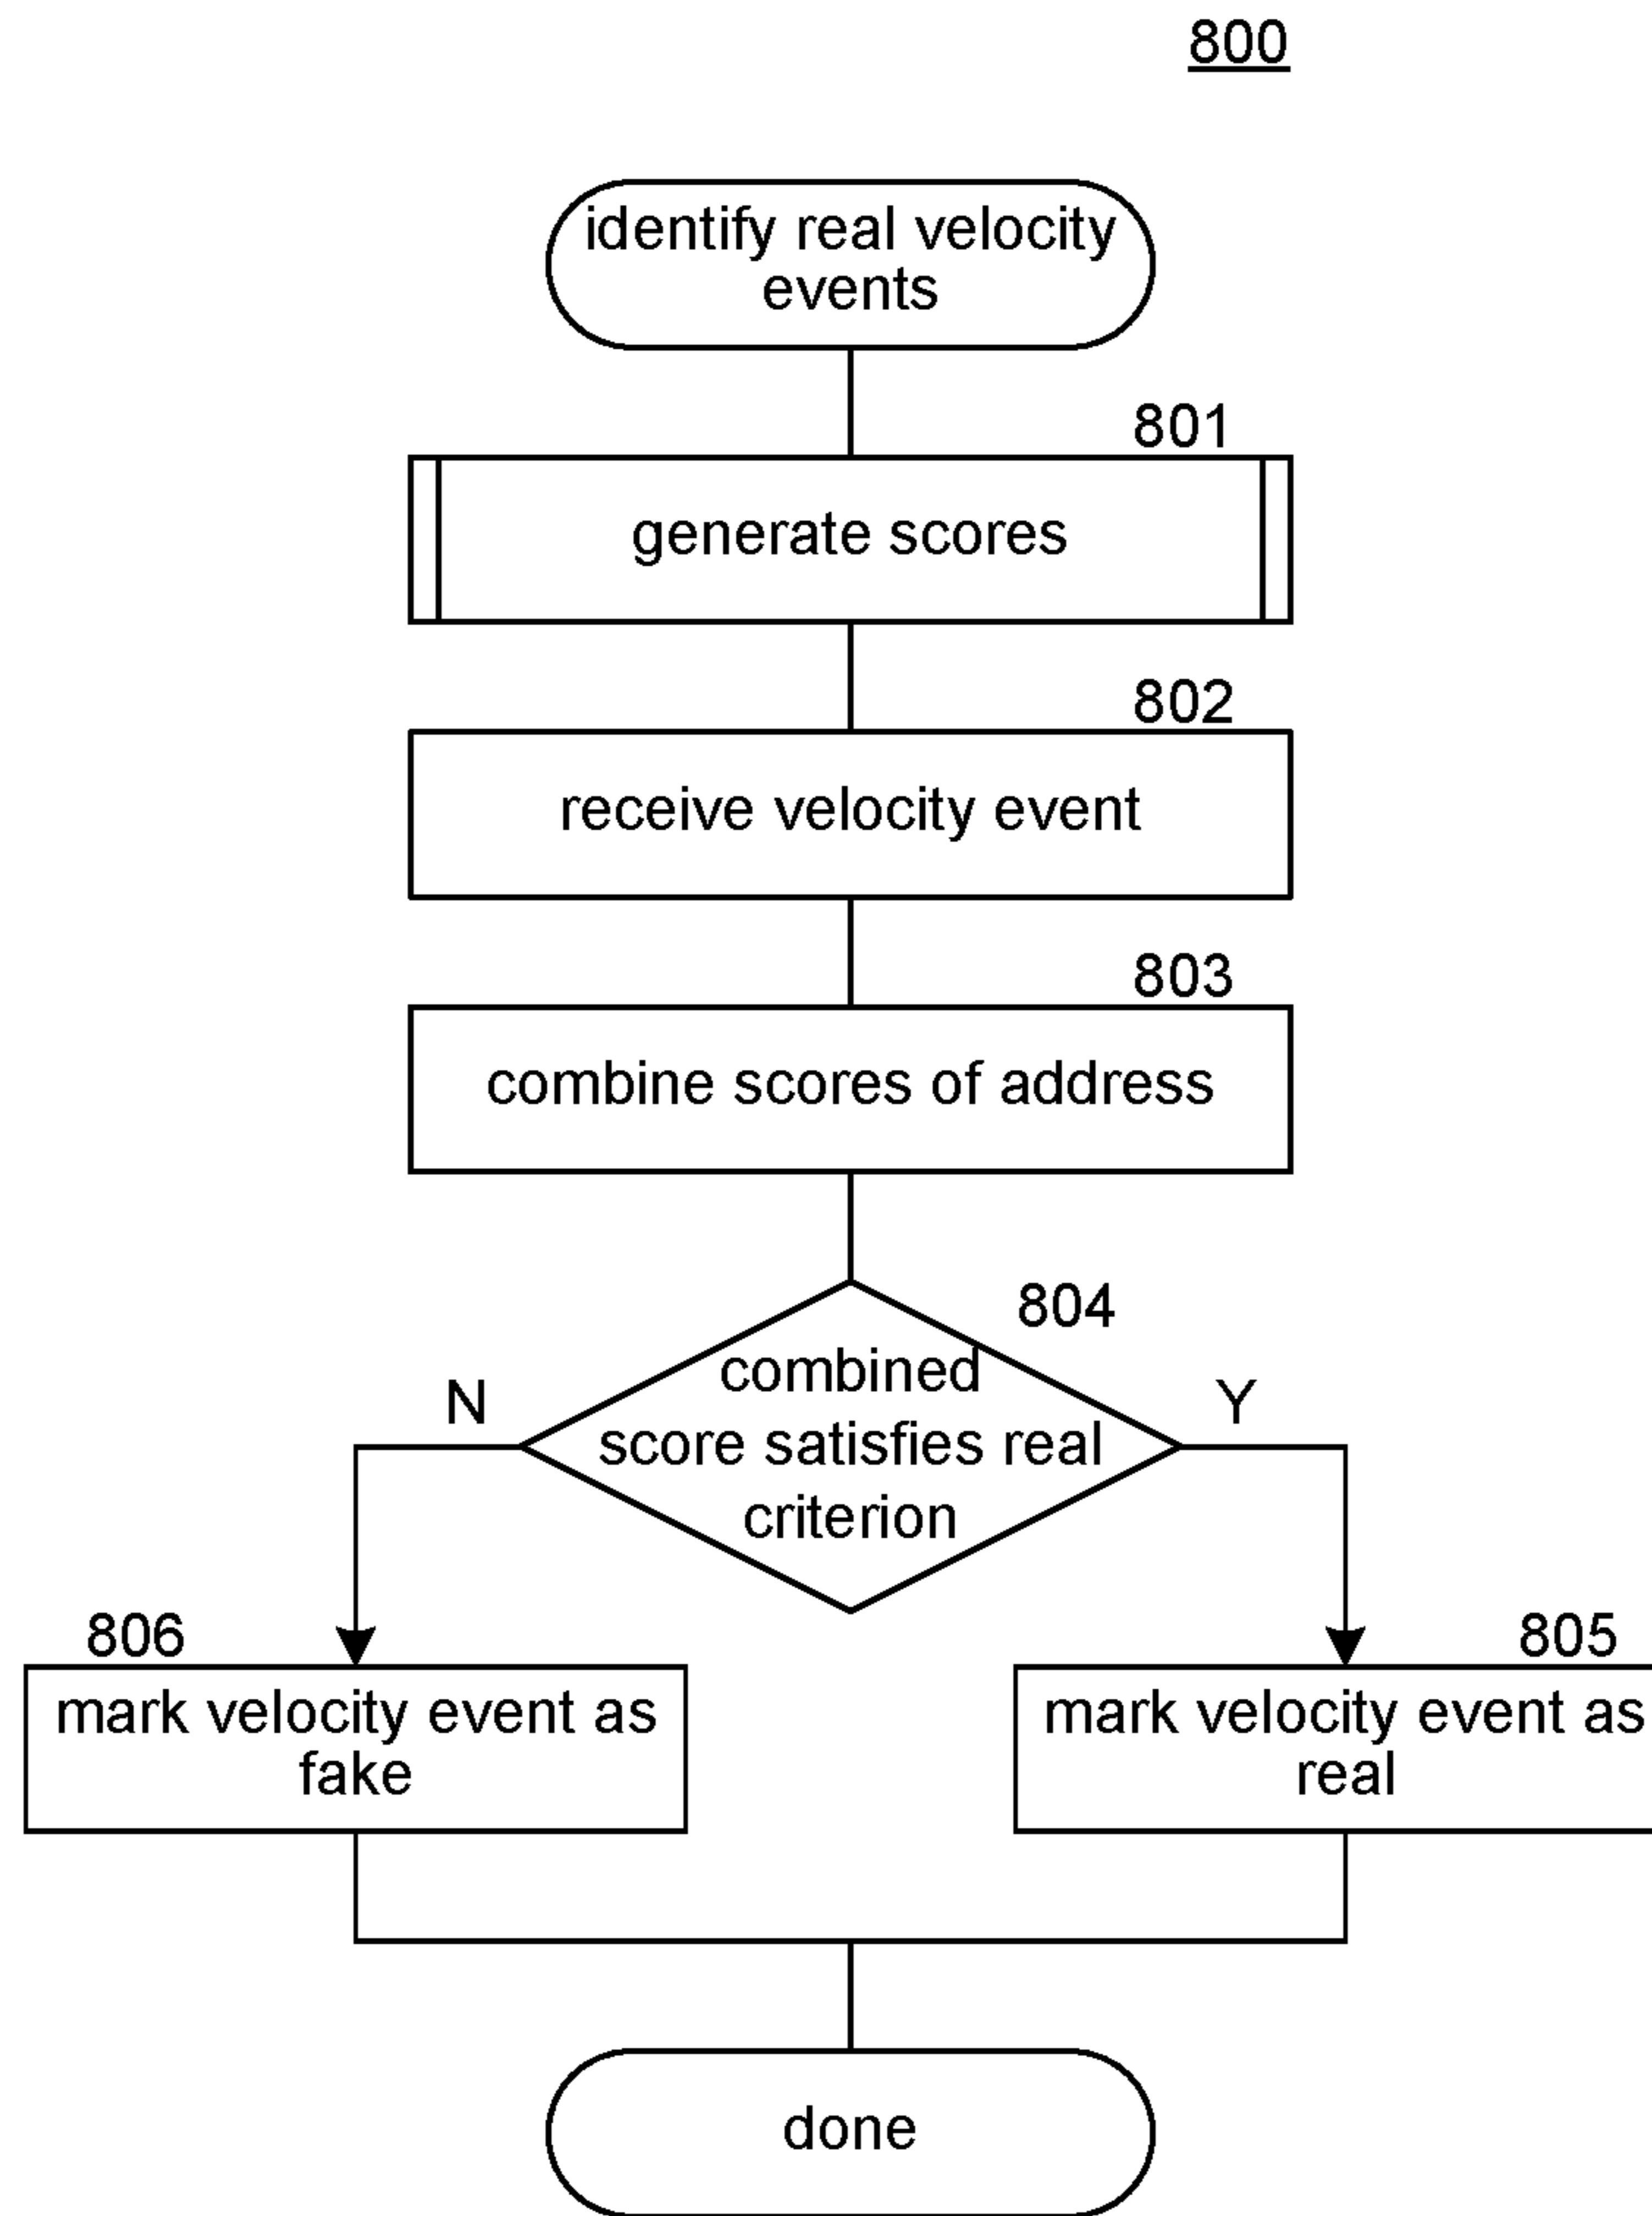 800
identify real velocity
events
801
generate scores
802
receive velocity event
803
combine scores of address
804
combined
score satisfies real
criterion
N
Y
806
mark velocity event as
fake
805
mark velocity event as
real
done